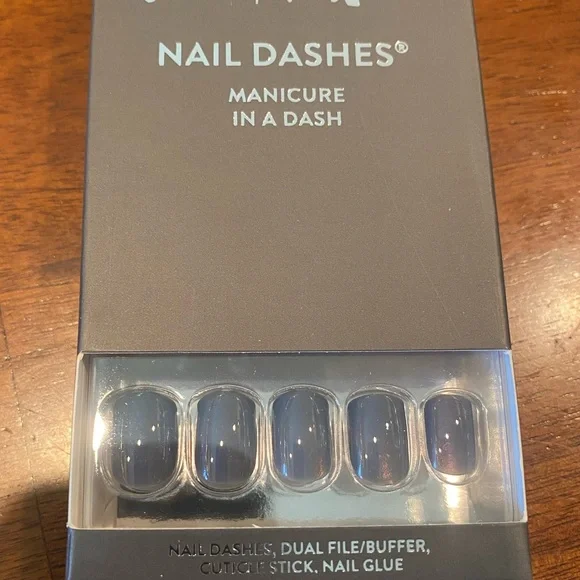 NAIL DASHES®
MANICURE
IN A DASH
NAIL DASHES, DUAL FILE/BUFFER,
CUTICLE STICK, NAIL GLUE